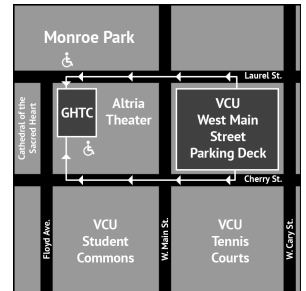 Monroe Park
Laurel St.
Cathedral of the
Sacred Heart
GHTC
Altria
Theater
VCU
West Main
Street
Parking Deck
Cherry St.
Floyd Ave.
VCU
Student
Commons
W. Main St.
VCU
Tennis
Courts
W. Cary St.